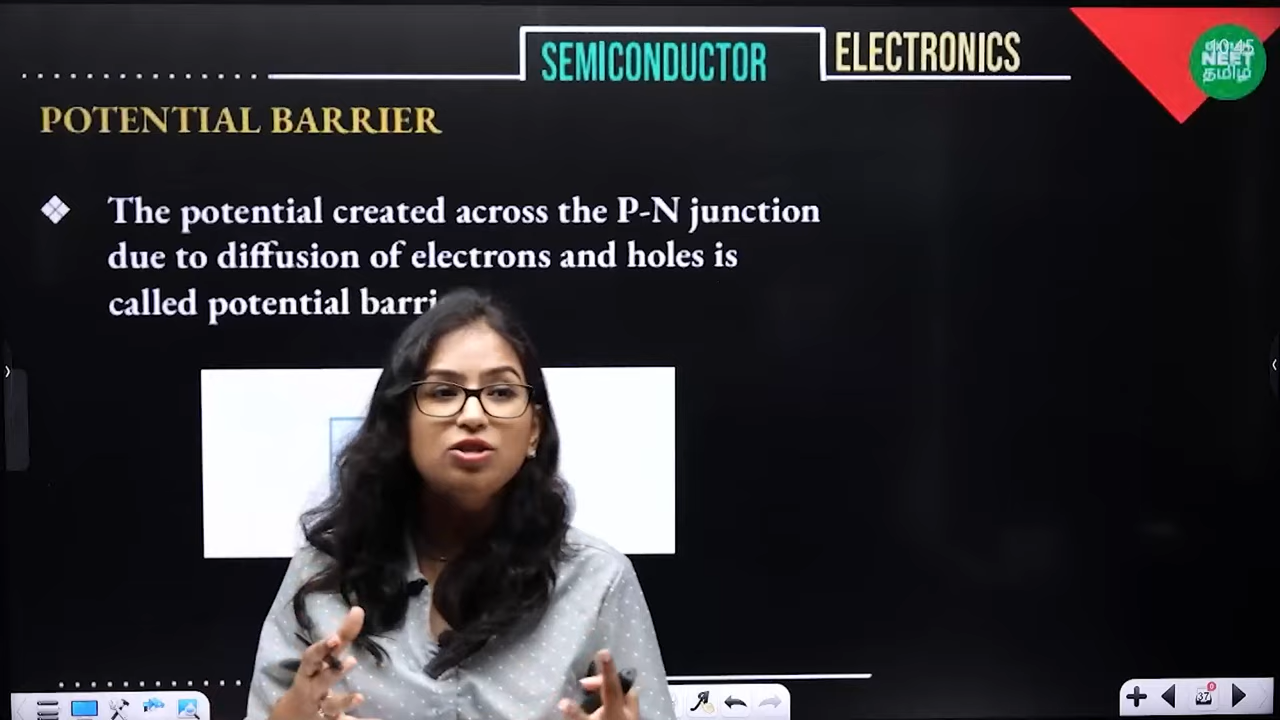 SEMICONDUCTOR ELECTRONICS
NEET
தமிழ்
POTENTIAL BARRIER
The potential created across the P-N junction
due to diffusion of electrons and holes is
called potential barri
37